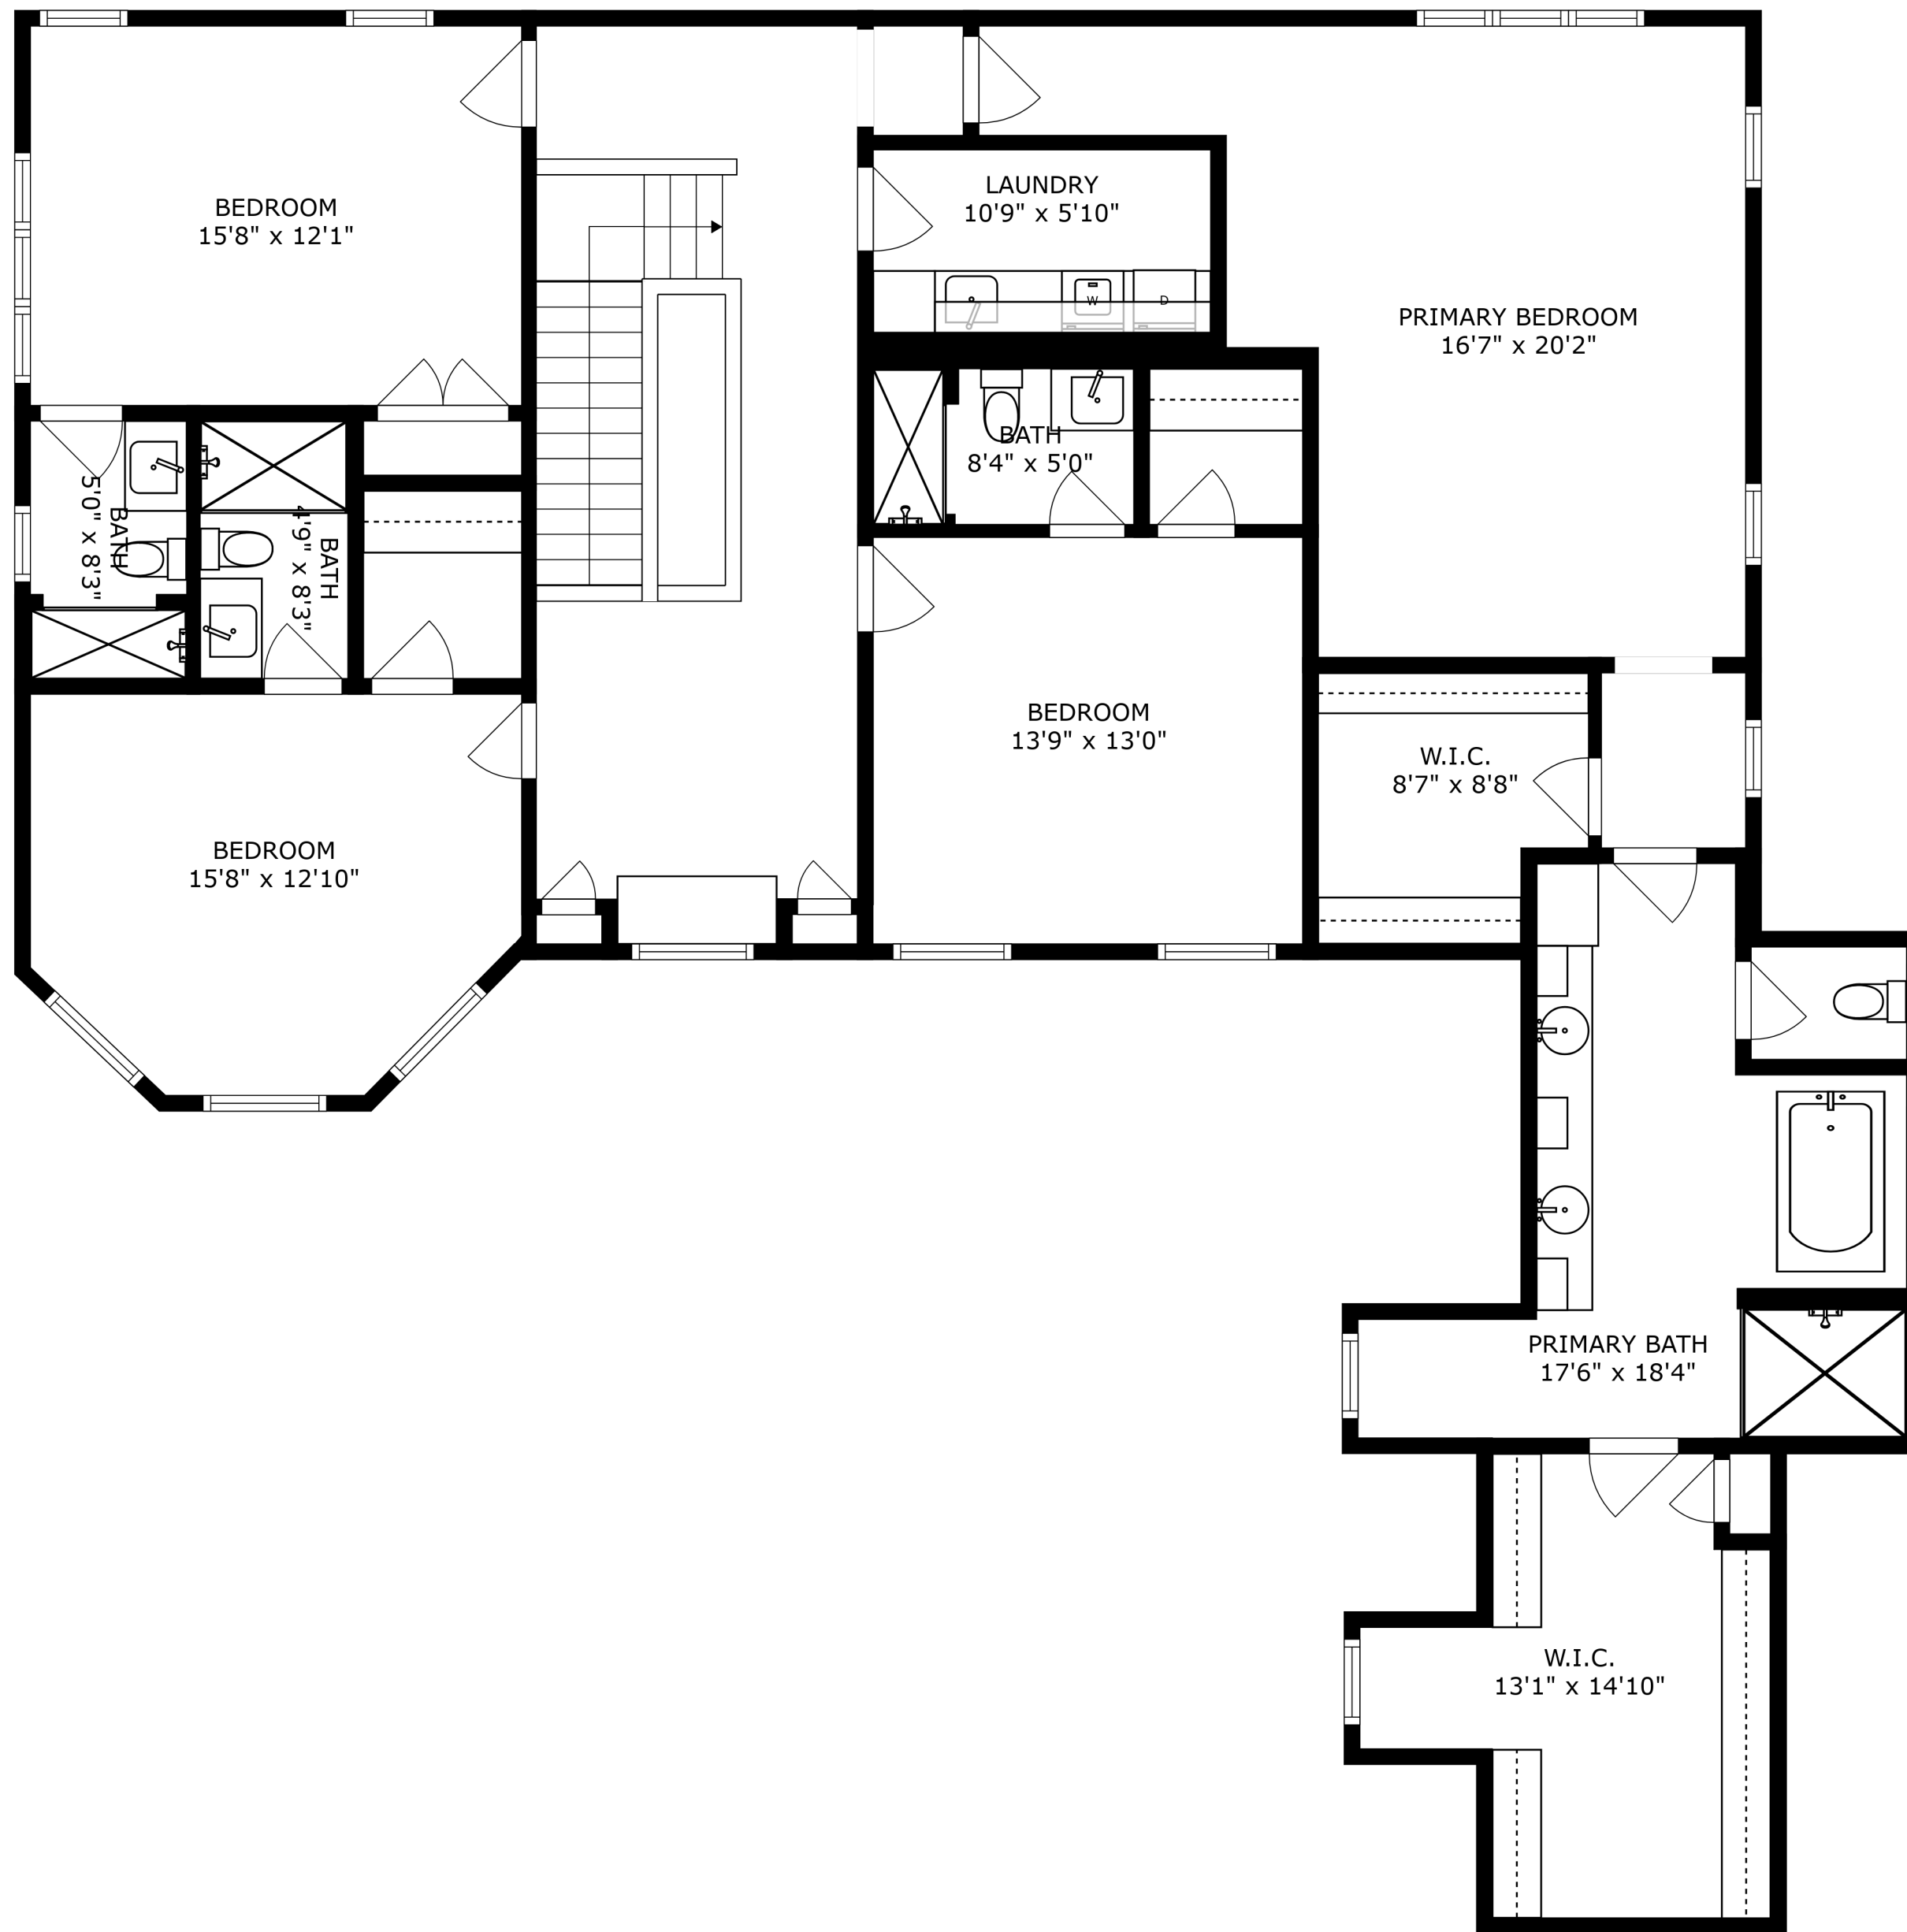 BEDROOM
15'8" x 12'1"
LAUNDRY
10'9" x 5'10"
W
D
PRIMARY BEDROOM
16'7" x 20'2"
BATH
8'4" x 5'0"
BATH
5'0" x 8'3"
BATH
4'9" x 8'3"
BEDROOM
13'9" x 13'0"
W.I.C.
8'7" x 8'8"
BEDROOM
15'8" x 12'10"
PRIMARY BATH
17'6" x 18'4"
W.I.C.
13'1" x 14'10"